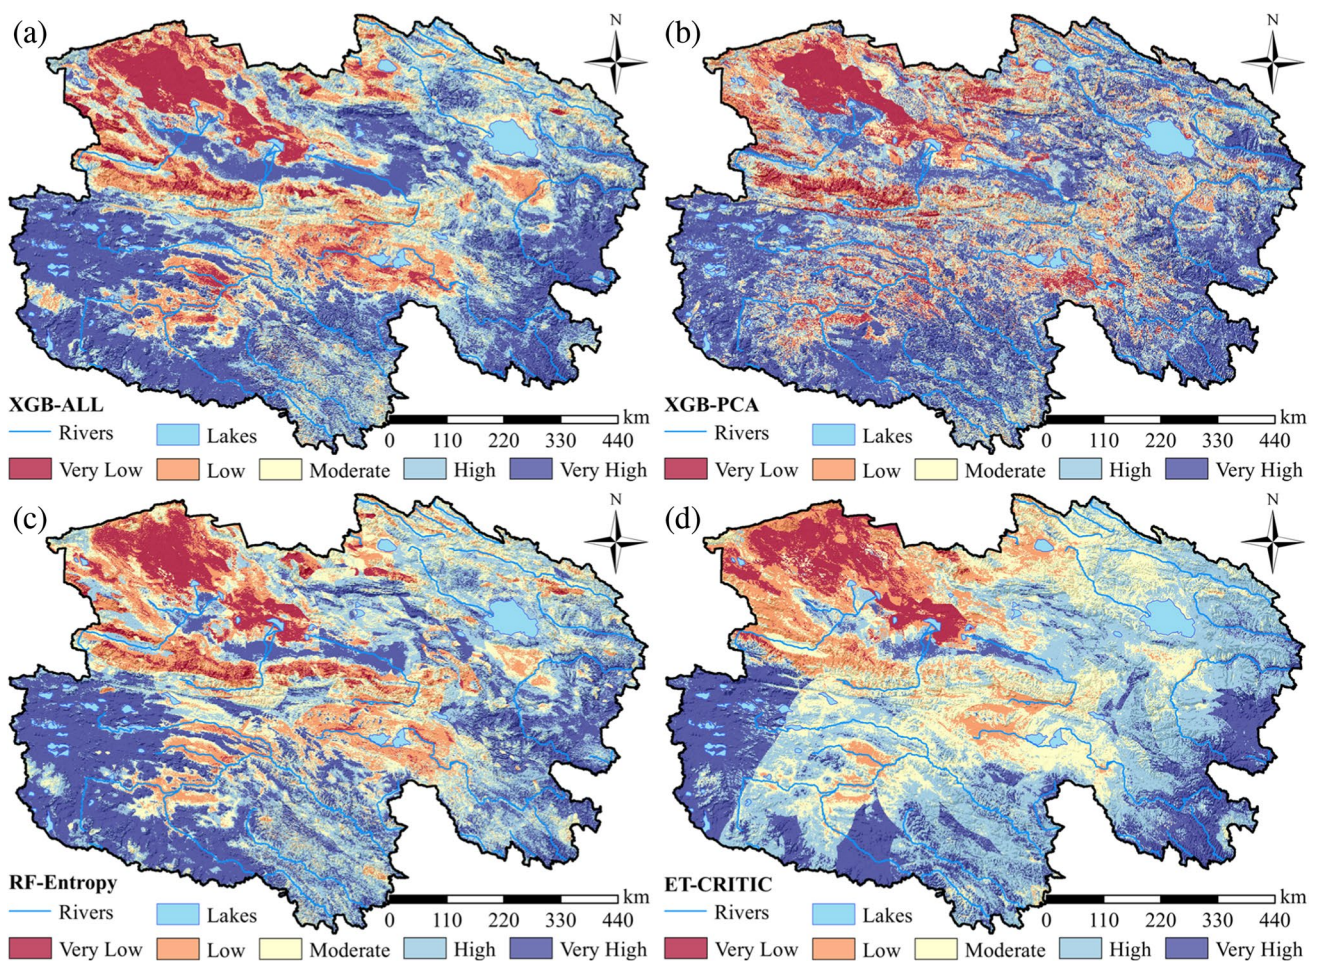 (a)
N
XGB-ALL
km
Rivers
Lakes
0 110 220 330 440
Very Low
Low
Moderate
High
Very High
(b)
N
XGB-PCA
km
Rivers
Lakes
0 110 220 330 440
Very Low
Low
Moderate
High
Very High
(c)
N
RF-Entropy
km
Rivers
Lakes
0 110 220 330 440
Very Low
Low
Moderate
High
Very High
(d)
N
ET-CRITIC
km
Rivers
Lakes
0 110 220 330 440
Very Low
Low
Moderate
High
Very High